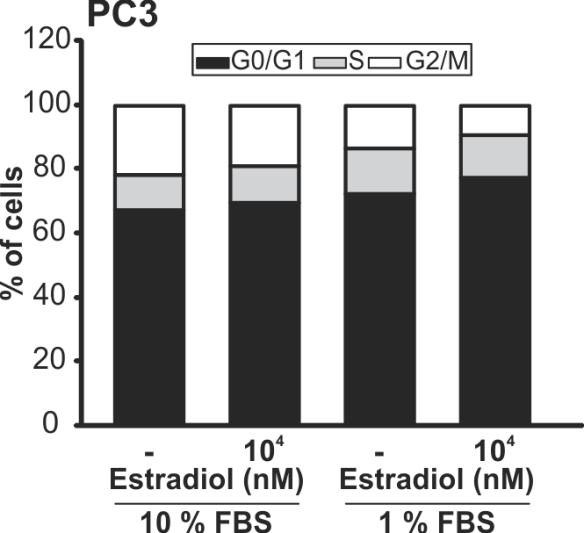 PC3
120
G0/G1 S G2/M
100
80
60
40
20
0
% of cells
- 10⁴ - 10⁴
Estradiol (nM) Estradiol (nM)
10 % FBS 1 % FBS